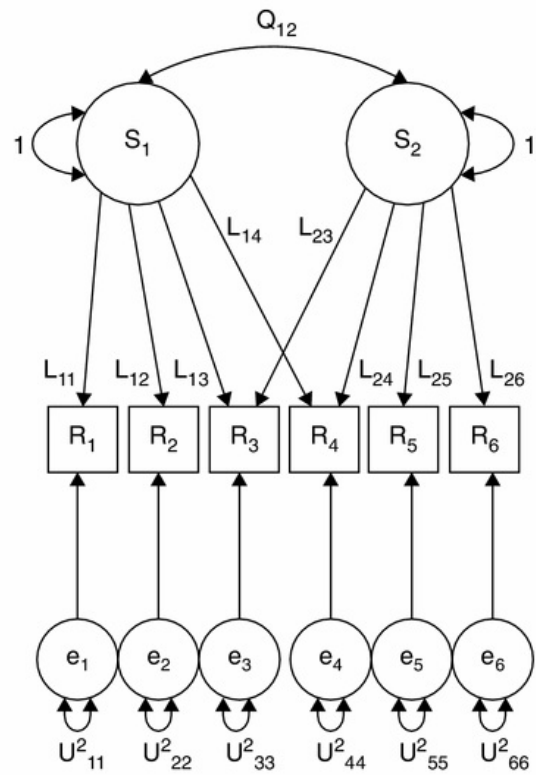 Q₁₂
1 S₁ S₂ 1
L₁₄ L₂₃
L₁₁ L₁₂ L₁₃ L₂₄ L₂₅ L₂₆
R₁ R₂ R₃ R₄ R₅ R₆
e₁ e₂ e₃ e₄ e₅ e₆
U²₁₁ U²₂₂ U²₃₃ U²₄₄ U²₅₅ U²₆₆